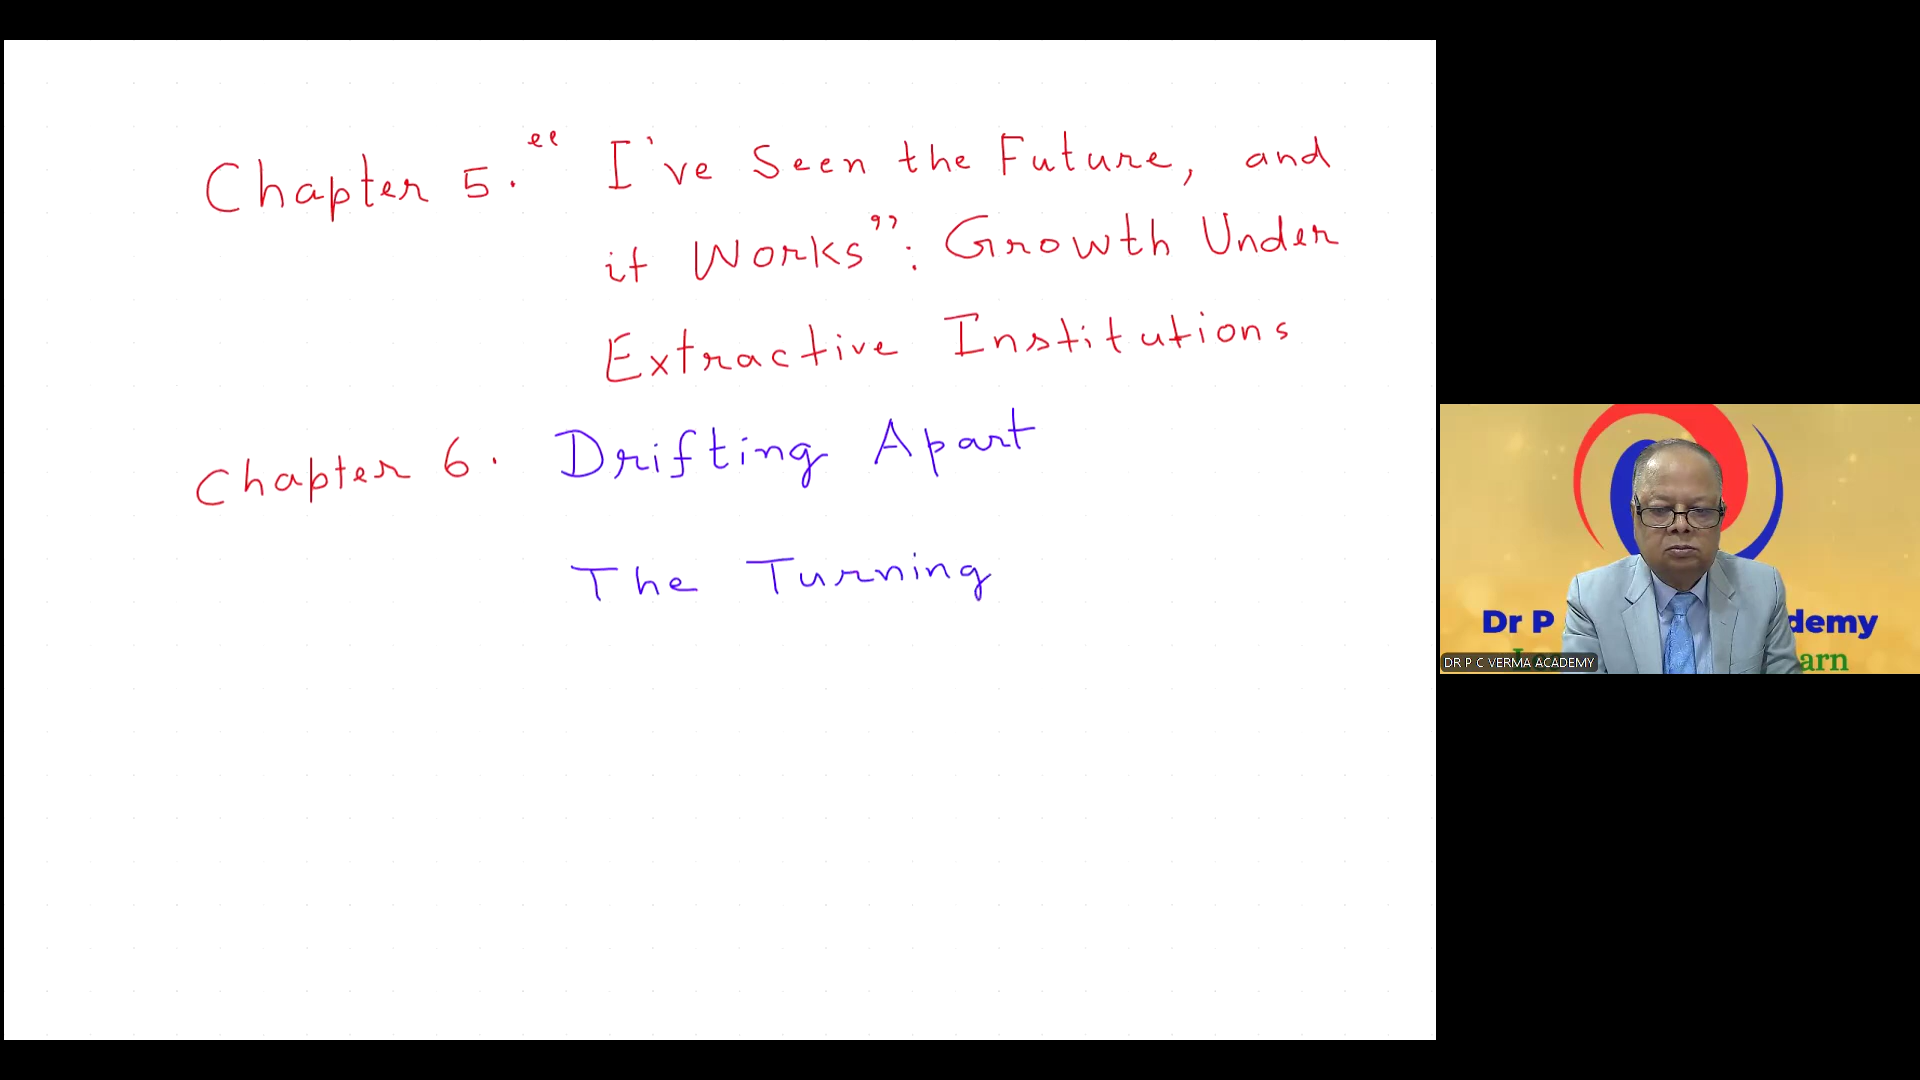 Chapter 5. “ I've Seen the Future, and
it Works”: Growth Under
Extractive Institutions
Chapter 6. Drifting Apart
The Turning
Dr P demy
arn
DR P C VERMA ACADEMY